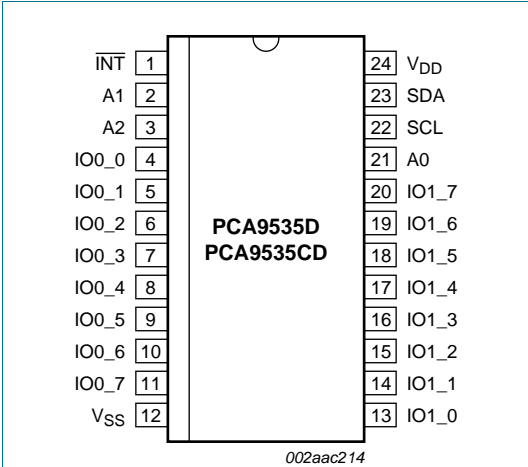 I̅N̅T̅ 1 24 VDD
A1 2 23 SDA
A2 3 22 SCL
IO0_0 4 21 A0
IO0_1 5 20 IO1_7
IO0_2 6 19 IO1_6
PCA9535D
IO0_3 7 18 IO1_5
PCA9535CD
IO0_4 8 17 IO1_4
IO0_5 9 16 IO1_3
IO0_6 10 15 IO1_2
IO0_7 11 14 IO1_1
VSS 12 13 IO1_0
002aac214